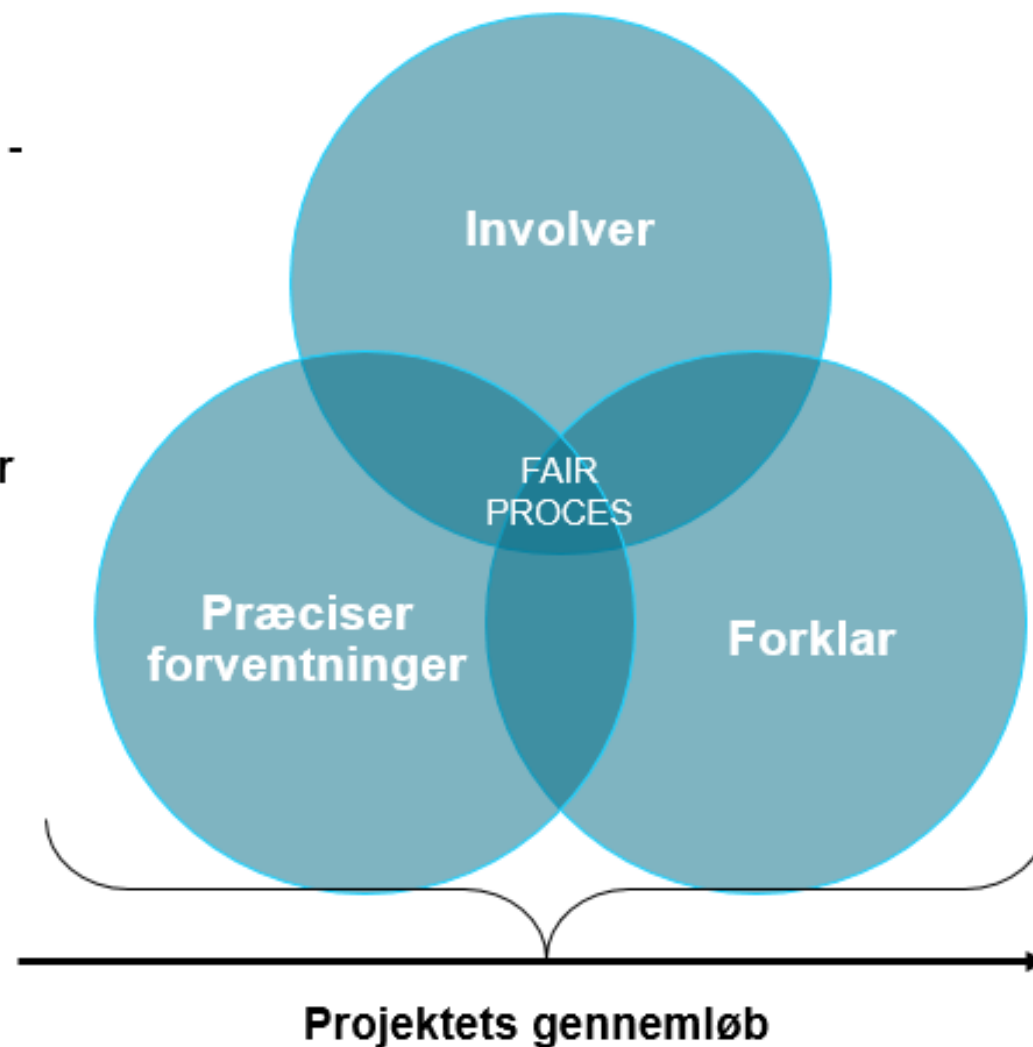 -
Involver
r
FAIR
PROCES
Præciser
forventninger
Forklar
Projektets gennemløb